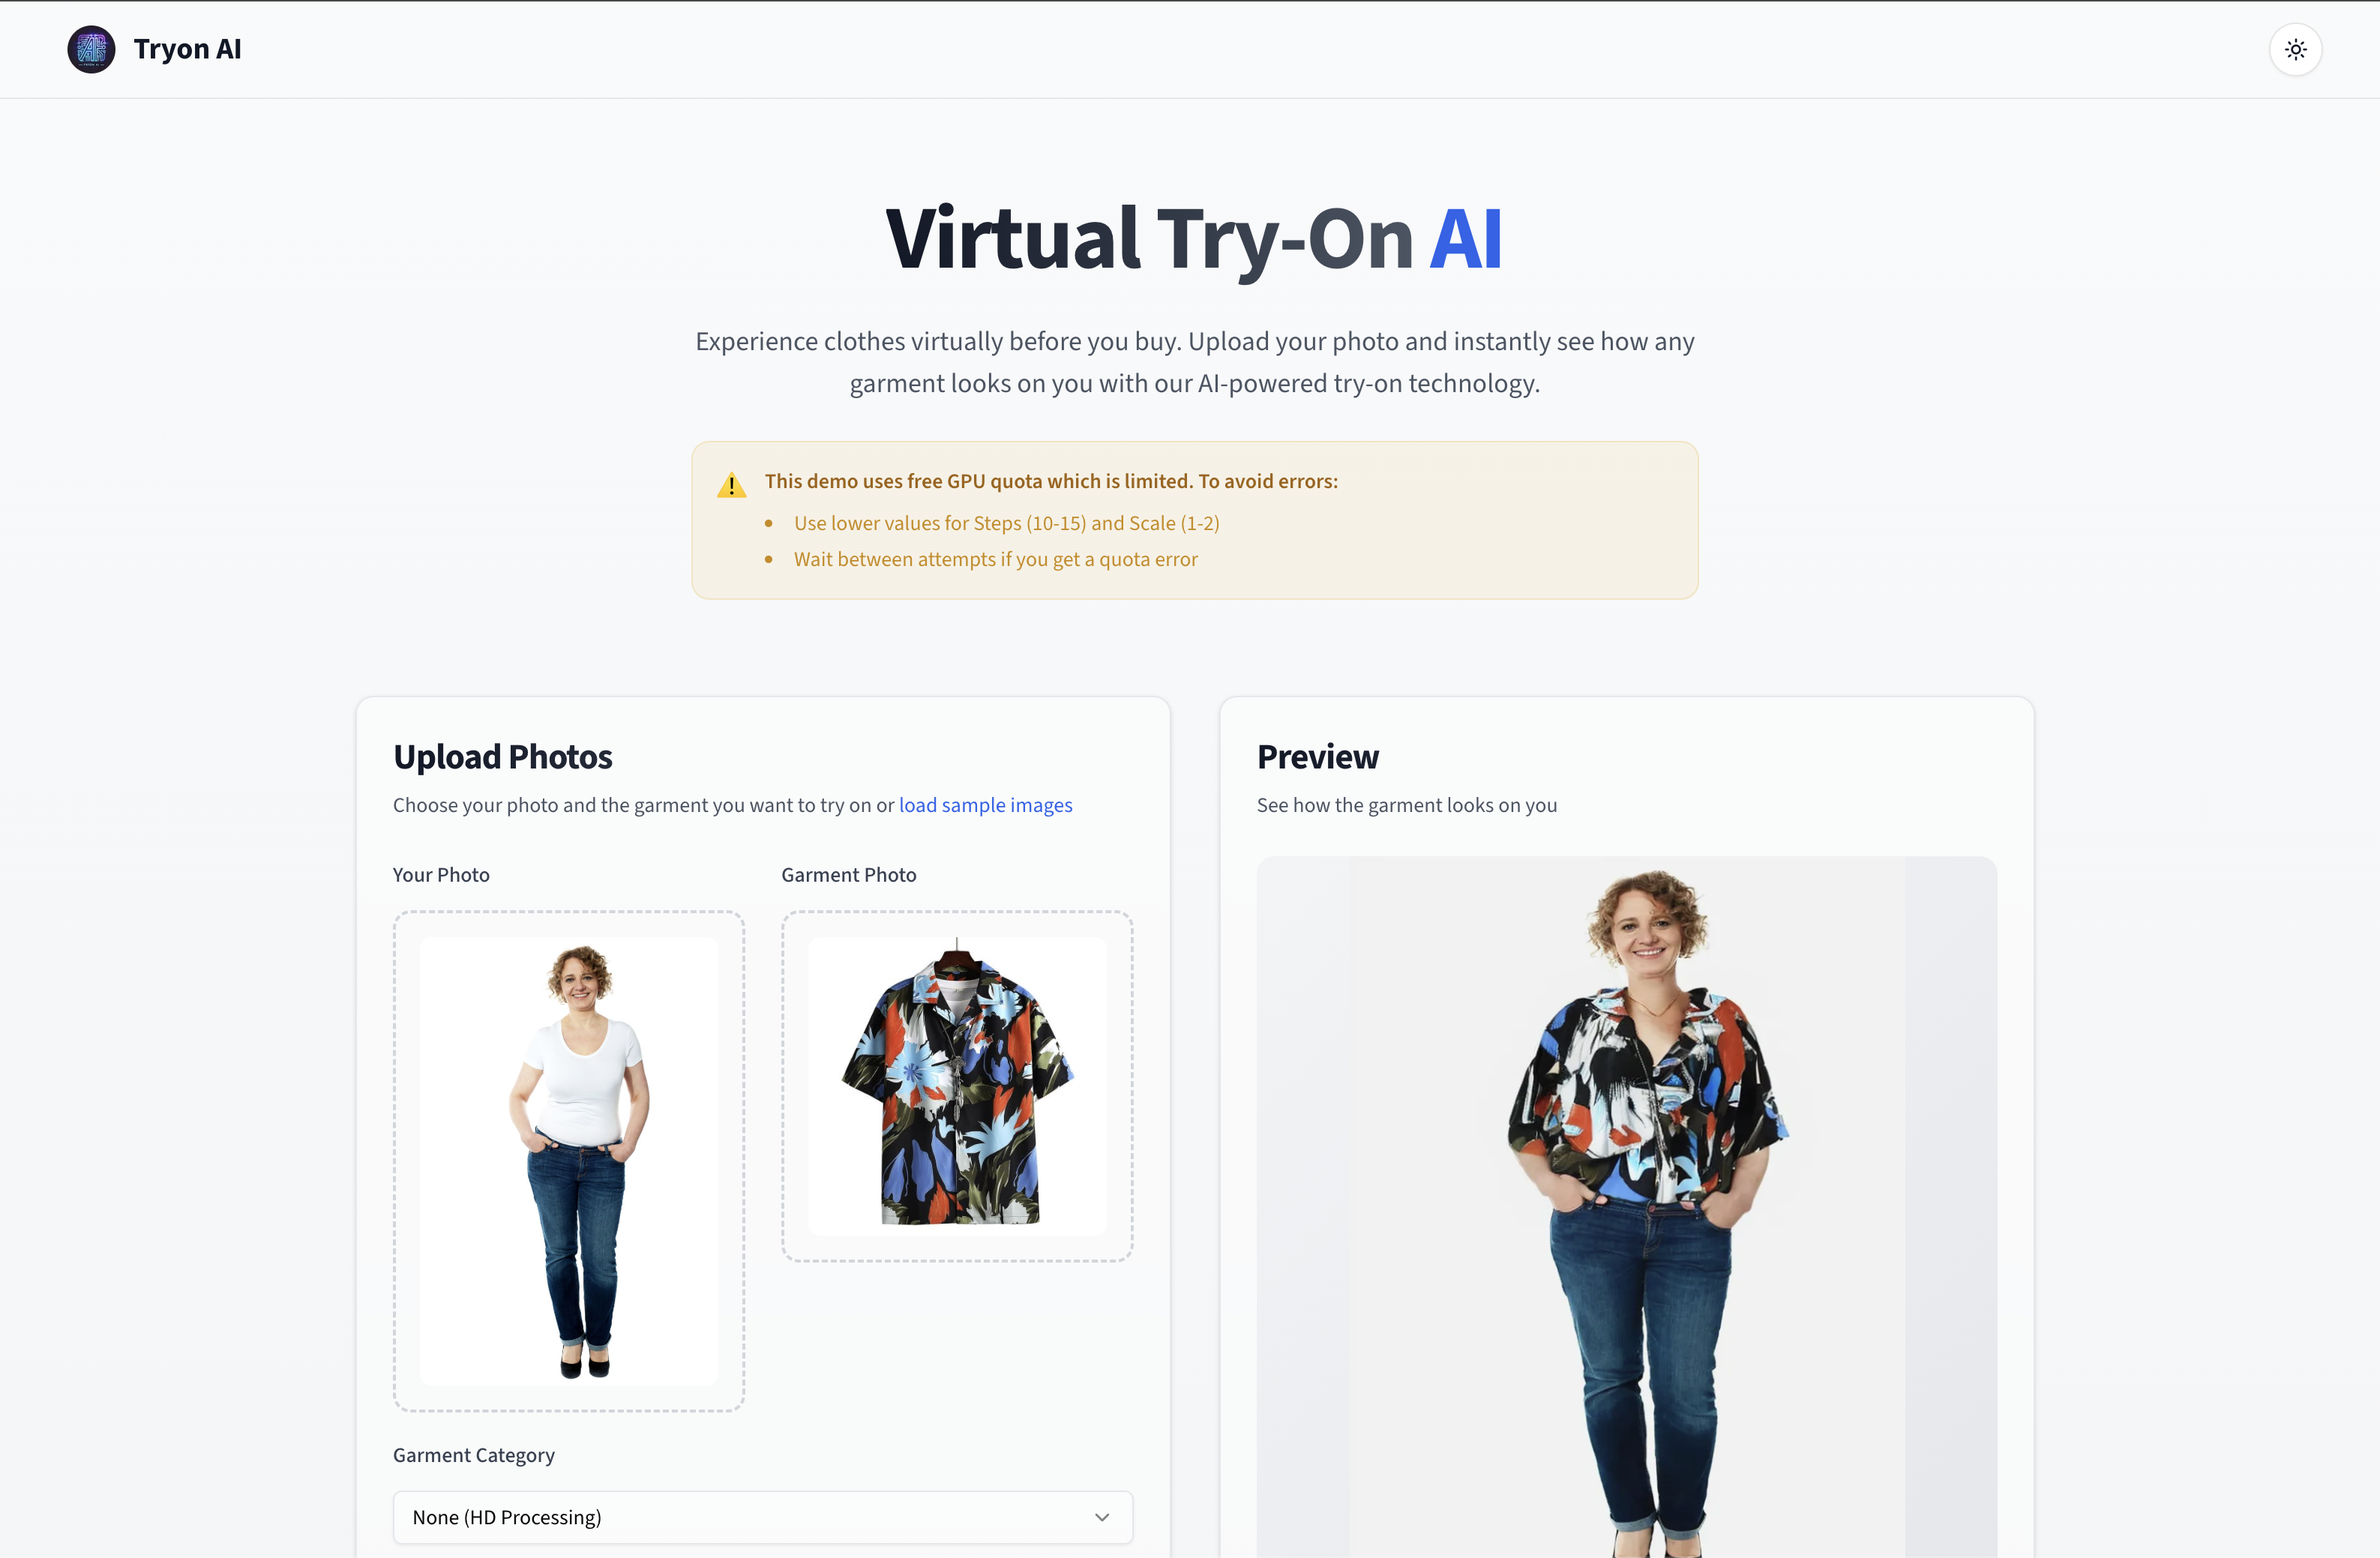 Tryon AI
Virtual Try-On AI
Experience clothes virtually before you buy. Upload your photo and instantly see how any
garment looks on you with our AI-powered try-on technology.
This demo uses free GPU quota which is limited. To avoid errors:
Use lower values for Steps (10-15) and Scale (1-2)
Wait between attempts if you get a quota error
Upload Photos
Choose your photo and the garment you want to try on or load sample images
Your Photo
Garment Photo
Garment Category
None (HD Processing)
Preview
See how the garment looks on you